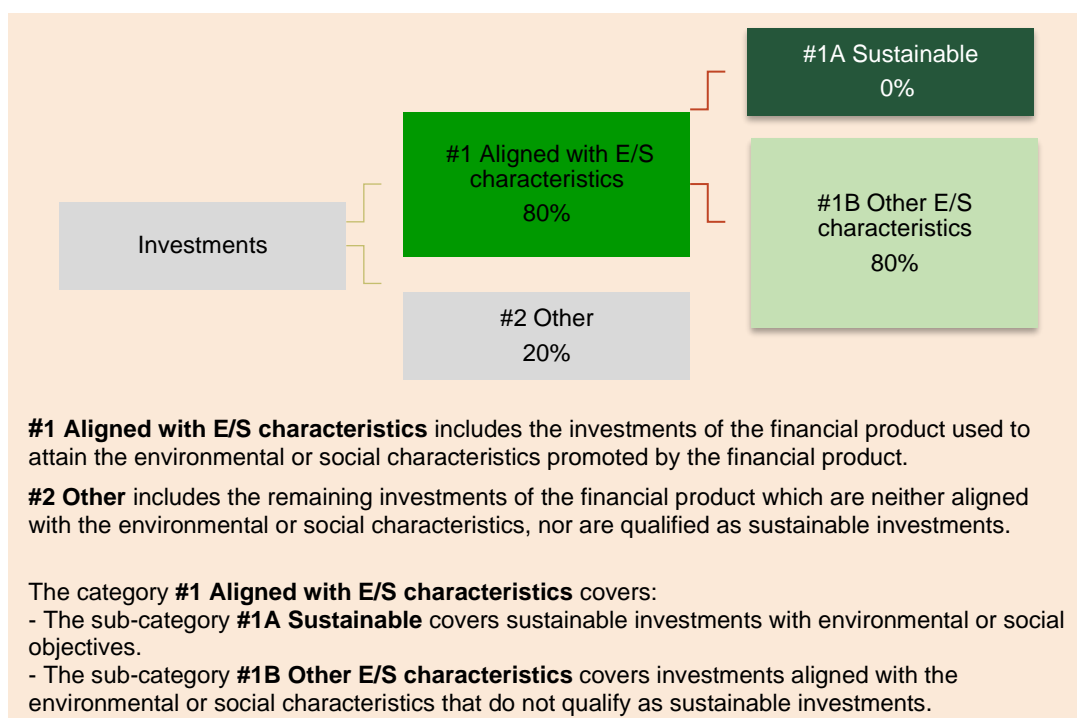 #1A Sustainable
0%
#1 Aligned with E/S
characteristics
80%
#1B Other E/S
characteristics
80%
Investments
#2 Other
20%
#1 Aligned with E/S characteristics includes the investments of the financial product used to
attain the environmental or social characteristics promoted by the financial product.
#2 Other includes the remaining investments of the financial product which are neither aligned
with the environmental or social characteristics, nor are qualified as sustainable investments.
The category #1 Aligned with E/S characteristics covers:
- The sub-category #1A Sustainable covers sustainable investments with environmental or social
objectives.
- The sub-category #1B Other E/S characteristics covers investments aligned with the
environmental or social characteristics that do not qualify as sustainable investments.